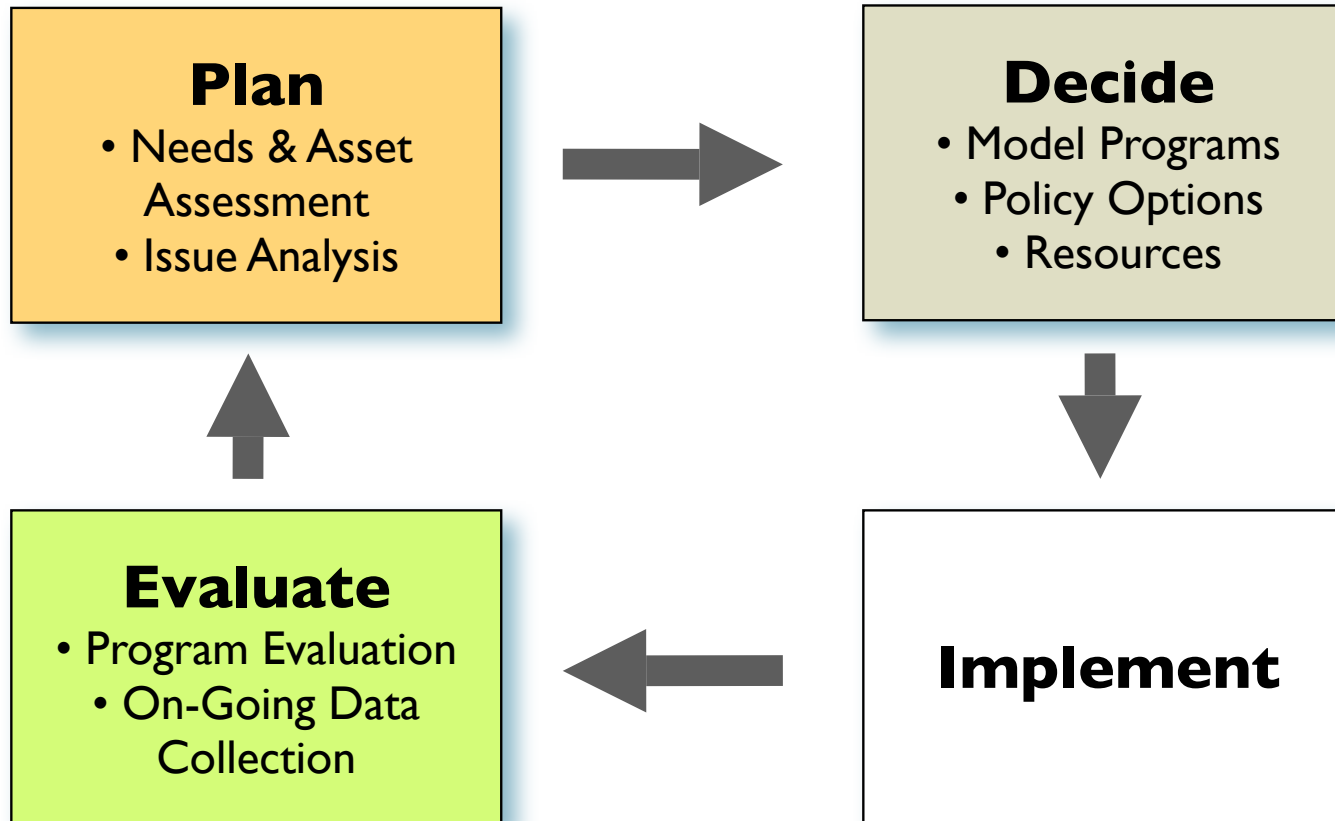 Plan
• Needs & Asset
Assessment
• Issue Analysis
Decide
• Model Programs
• Policy Options
• Resources
Evaluate
• Program Evaluation
• On-Going Data
Collection
Implement